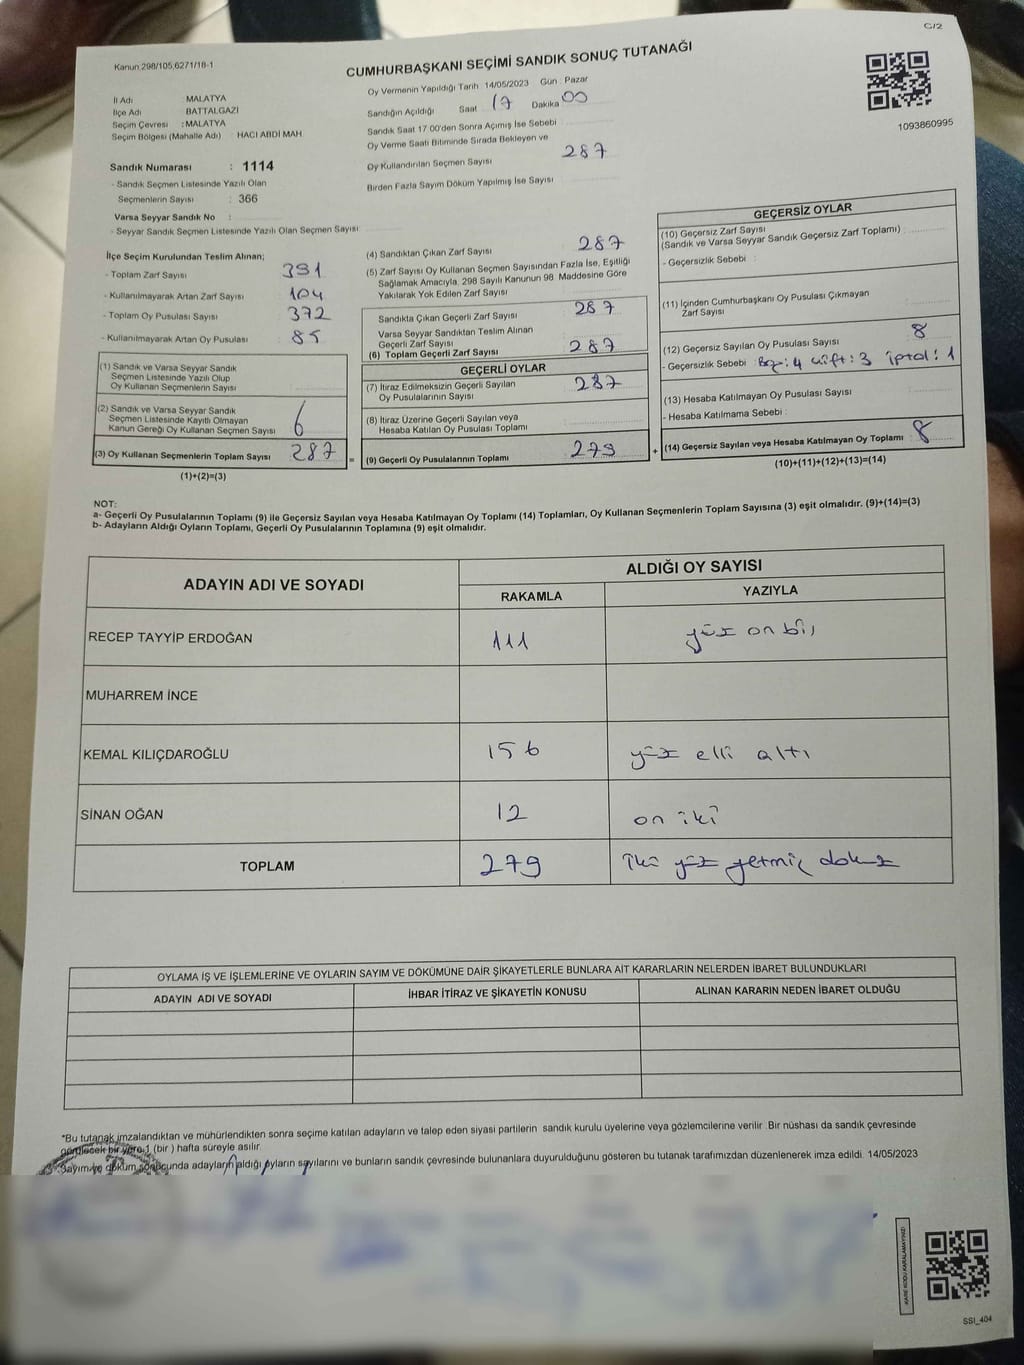 C/2
Kanun 298/105,6271/18-1
CUMHURBAŞKANI SEÇİMİ SANDIK SONUÇ TUTANAĞI
1093860995
İl Adı MALATYA
İlçe Adı BATTALGAZİ
Seçim Çevresi : MALATYA
Seçim Bölgesi (Mahalle Adı) : HACI ABDİ MAH.
Sandık Numarası : 1114
- Sandık Seçmen Listesinde Yazılı Olan
Seçmenlerin Sayısı : 366
Varsa Seyyar Sandık No :
- Seyyar Sandık Seçmen Listesinde Yazılı Olan Seçmen Sayısı:
Oy Vermenin Yapıldığı Tarih 14/05/2023 Gün : Pazar
Sandığın Açıldığı Saat 17 Dakika 00
Sandık Saat 17.00'den Sonra Açılmış İse Sebebi
Oy Verme Saati Bitiminde Sırada Bekleyen ve
Oy Kullandırılan Seçmen Sayısı 287
Birden Fazla Sayım Döküm Yapılmış İse Sayısı
İlçe Seçim Kurulundan Teslim Alınan;
- Toplam Zarf Sayısı 391
- Kullanılmayarak Artan Zarf Sayısı 104
- Toplam Oy Pusulası Sayısı 372
- Kullanılmayarak Artan Oy Pusulası 85
(1) Sandık ve Varsa Seyyar Sandık
Seçmen Listesinde Yazılı Olup
Oy Kullanan Seçmenlerin Sayısı
(2) Sandık ve Varsa Seyyar Sandık
Seçmen Listesinde Kayıtlı Olmayan
Kanun Gereği Oy Kullanan Seçmen Sayısı 6
(3) Oy Kullanan Seçmenlerin Toplam Sayısı 287 =
(1)+(2)=(3)
(4) Sandıktan Çıkan Zarf Sayısı 287
(5) Zarf Sayısı Oy Kullanan Seçmen Sayısından Fazla İse, Eşitliği
Sağlamak Amacıyla, 298 Sayılı Kanunun 98. Maddesine Göre
Yakılarak Yok Edilen Zarf Sayısı
Sandıkta Çıkan Geçerli Zarf Sayısı 287
Varsa Seyyar Sandıktan Teslim Alınan
Geçerli Zarf Sayısı
(6) Toplam Geçerli Zarf Sayısı 287
GEÇERLİ OYLAR
(7) İtiraz Edilmeksizin Geçerli Sayılan
Oy Pusulalarının Sayısı 287
(8) İtiraz Üzerine Geçerli Sayılan veya
Hesaba Katılan Oy Pusulası Toplamı
(9) Geçerli Oy Pusulalarının Toplamı 279 +
GEÇERSİZ OYLAR
(10) Geçersiz Zarf Sayısı
(Sandık ve Varsa Seyyar Sandık Geçersiz Zarf Toplamı) :
- Geçersizlik Sebebi :
(11) İçinden Cumhurbaşkanı Oy Pusulası Çıkmayan
Zarf Sayısı
(12) Geçersiz Sayılan Oy Pusulası Sayısı 8
- Geçersizlik Sebebi : 4 çift: 3 iptal: 1
(13) Hesaba Katılmayan Oy Pusulası Sayısı
- Hesaba Katılmama Sebebi :
(14) Geçersiz Sayılan veya Hesaba Katılmayan Oy Toplamı : 8
(10)+(11)+(12)+(13)=(14)
NOT:
a- Geçerli Oy Pusulalarının Toplamı (9) ile Geçersiz Sayılan veya Hesaba Katılmayan Oy Toplamı (14) Toplamları, Oy Kullanan Seçmenlerin Toplam Sayısına (3) eşit olmalıdır. (9)+(14)=(3)
b- Adayların Aldığı Oyların Toplamı, Geçerli Oy Pusulalarının Toplamına (9) eşit olmalıdır.
ADAYIN ADI VE SOYADI
ALDIĞI OY SAYISI
RAKAMLA YAZIYLA
RECEP TAYYİP ERDOĞAN 111 yüz on bir
MUHARREM İNCE
KEMAL KILIÇDAROĞLU 156 yüz elli altı
SİNAN OĞAN 12 on iki
TOPLAM 279 iki yüz yetmiş dokuz
OYLAMA İŞ VE İŞLEMLERİNE VE OYLARIN SAYIM VE DÖKÜMÜNE DAİR ŞİKAYETLERLE BUNLARA AİT KARARLARIN NELERDEN İBARET BULUNDUKLARI
ADAYIN ADI VE SOYADI İHBAR İTİRAZ VE ŞİKAYETİN KONUSU ALINAN KARARIN NEDEN İBARET OLDUĞU
*Bu tutanak imzalandıktan ve mühürlendikten sonra seçime katılan adayların ve talep eden siyasi partilerin sandık kurulu üyelerine veya gözlemcilerine verilir. Bir nüshası da sandık çevresinde
görülecek bir yere 1 (bir) hafta süreyle asılır.
Sayım ve döküm sonucunda adayların aldığı oyların sayılarını ve bunların sandık çevresinde bulunanlara duyurulduğunu gösteren bu tutanak tarafımızdan düzenlenerek imza edildi. 14/05/2023
KARE KODU KARALAMAYINIZ!
SSI_404